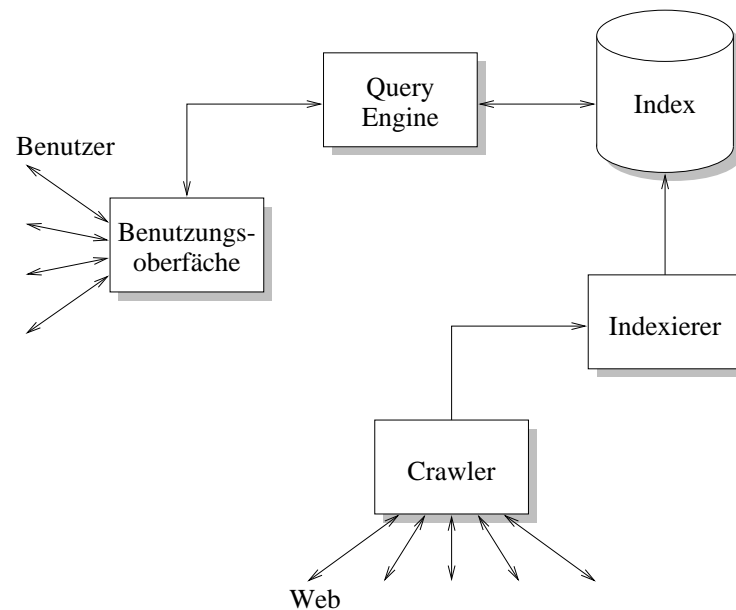 Query
Engine
Index
Benutzer
Benutzungs-
oberfäche
Indexierer
Crawler
Web